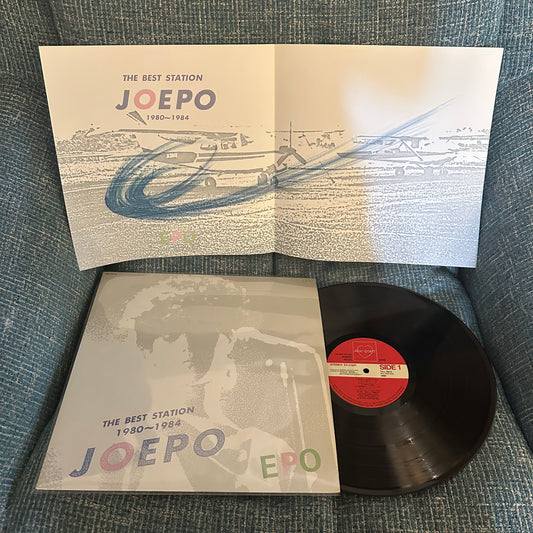 THE BEST STATION
JOEPO
1980~1984
EPO
THE BEST STATION
1980~1984
JOEPO
EPO
SIDE 1